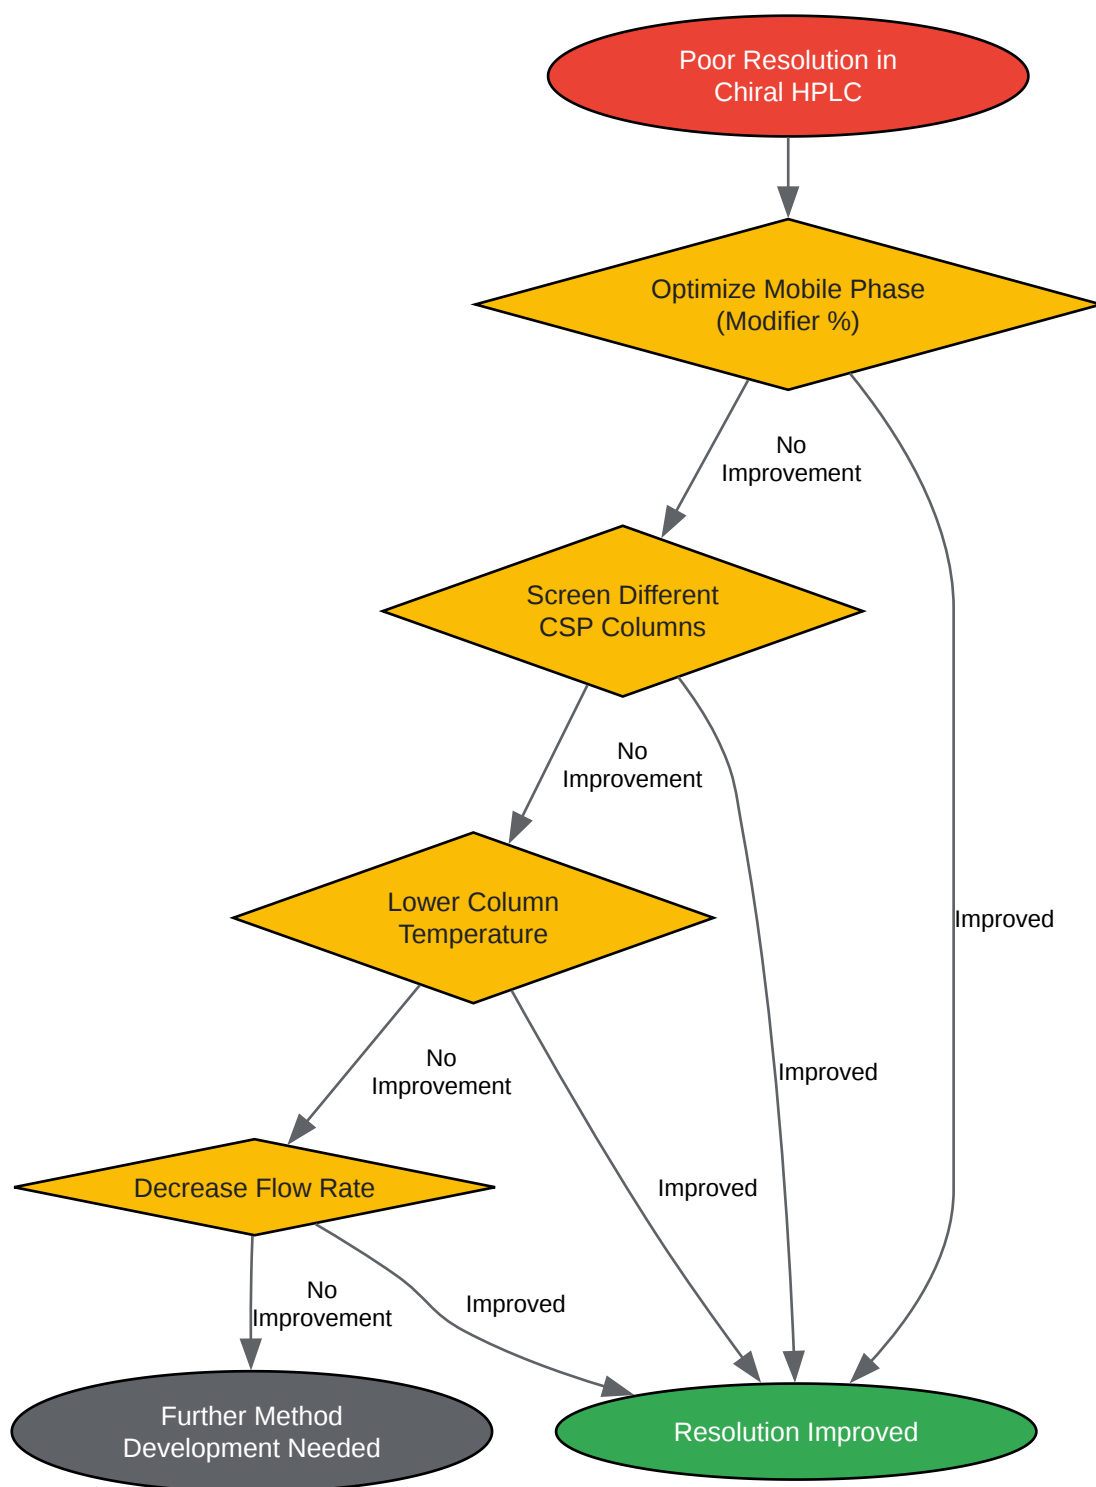 Poor Resolution in
Chiral HPLC
Optimize Mobile Phase
(Modifier %)
No
Improvement
Screen Different
CSP Columns
No
Improvement
Lower Column
Temperature
Improved
No
Improvement
Improved
Decrease Flow Rate
Improved
No
Improvement
Improved
Further Method
Development Needed
Resolution Improved